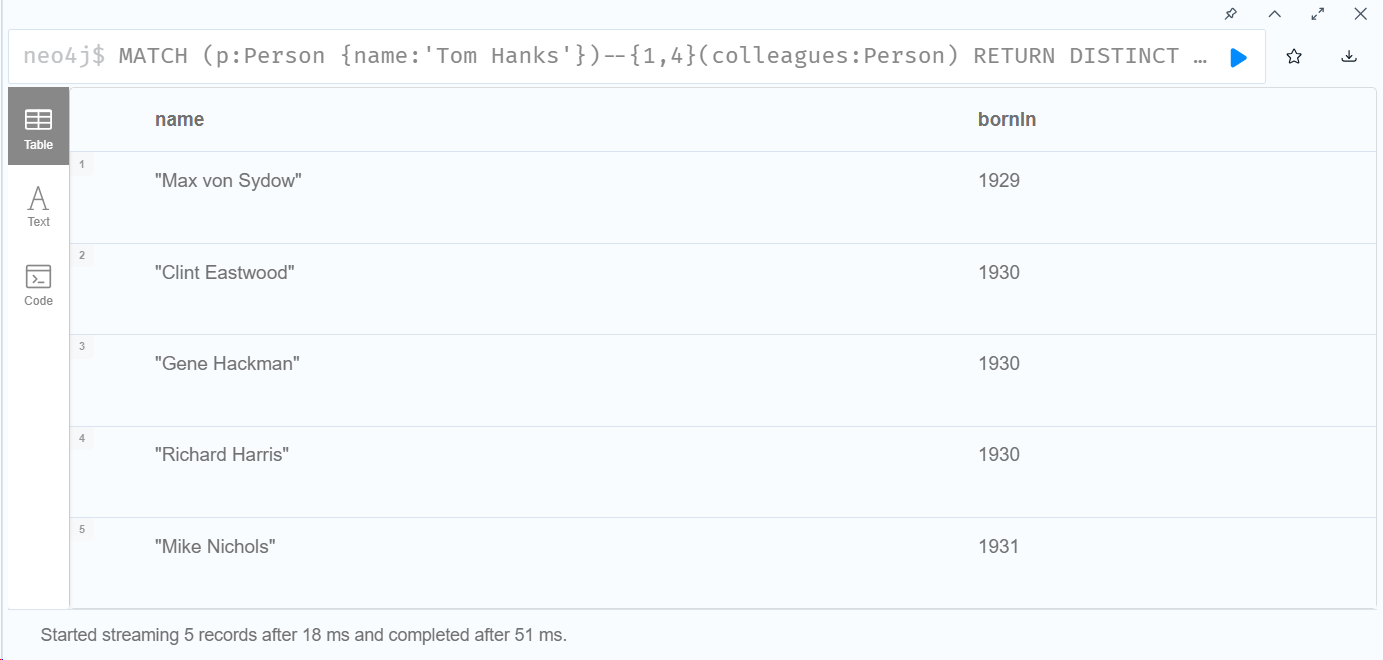 neo4j$ MATCH (p:Person {name:'Tom Hanks'})--{1,4}(colleagues:Person) RETURN DISTINCT …
Table
Text
Code
name bornIn
1 "Max von Sydow" 1929
2 "Clint Eastwood" 1930
3 "Gene Hackman" 1930
4 "Richard Harris" 1930
5 "Mike Nichols" 1931
Started streaming 5 records after 18 ms and completed after 51 ms.